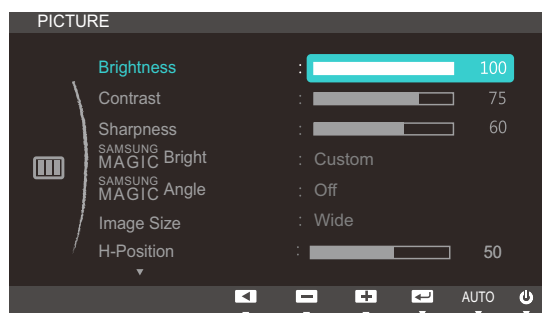 PICTURE
Brightness : 100
Contrast : 75
Sharpness : 60
SAMSUNG MAGIC Bright : Custom
SAMSUNG MAGIC Angle : Off
Image Size : Wide
H-Position : 50
AUTO